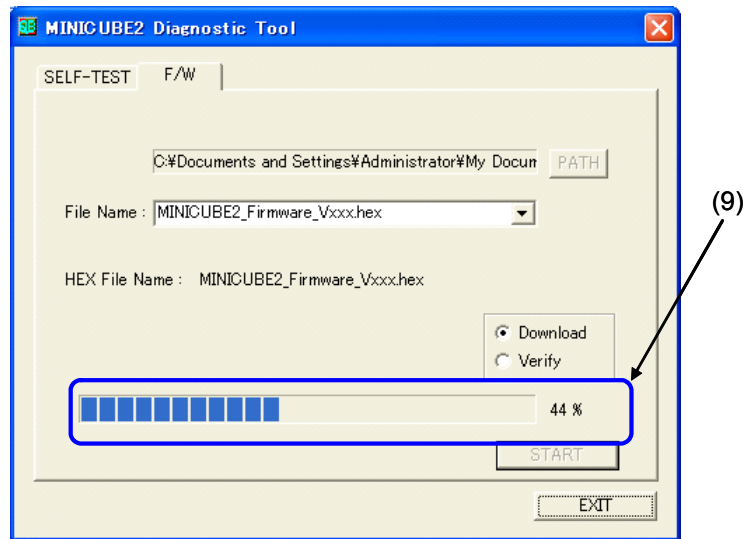 MINICUBE2 Diagnostic Tool
SELF-TEST F/W
C:¥Documents and Settings¥Administrator¥My Docum PATH
(9)
File Name : MINICUBE2_Firmware_Vxxx.hex
HEX File Name : MINICUBE2_Firmware_Vxxx.hex
Download
Verify
44 %
START
EXIT